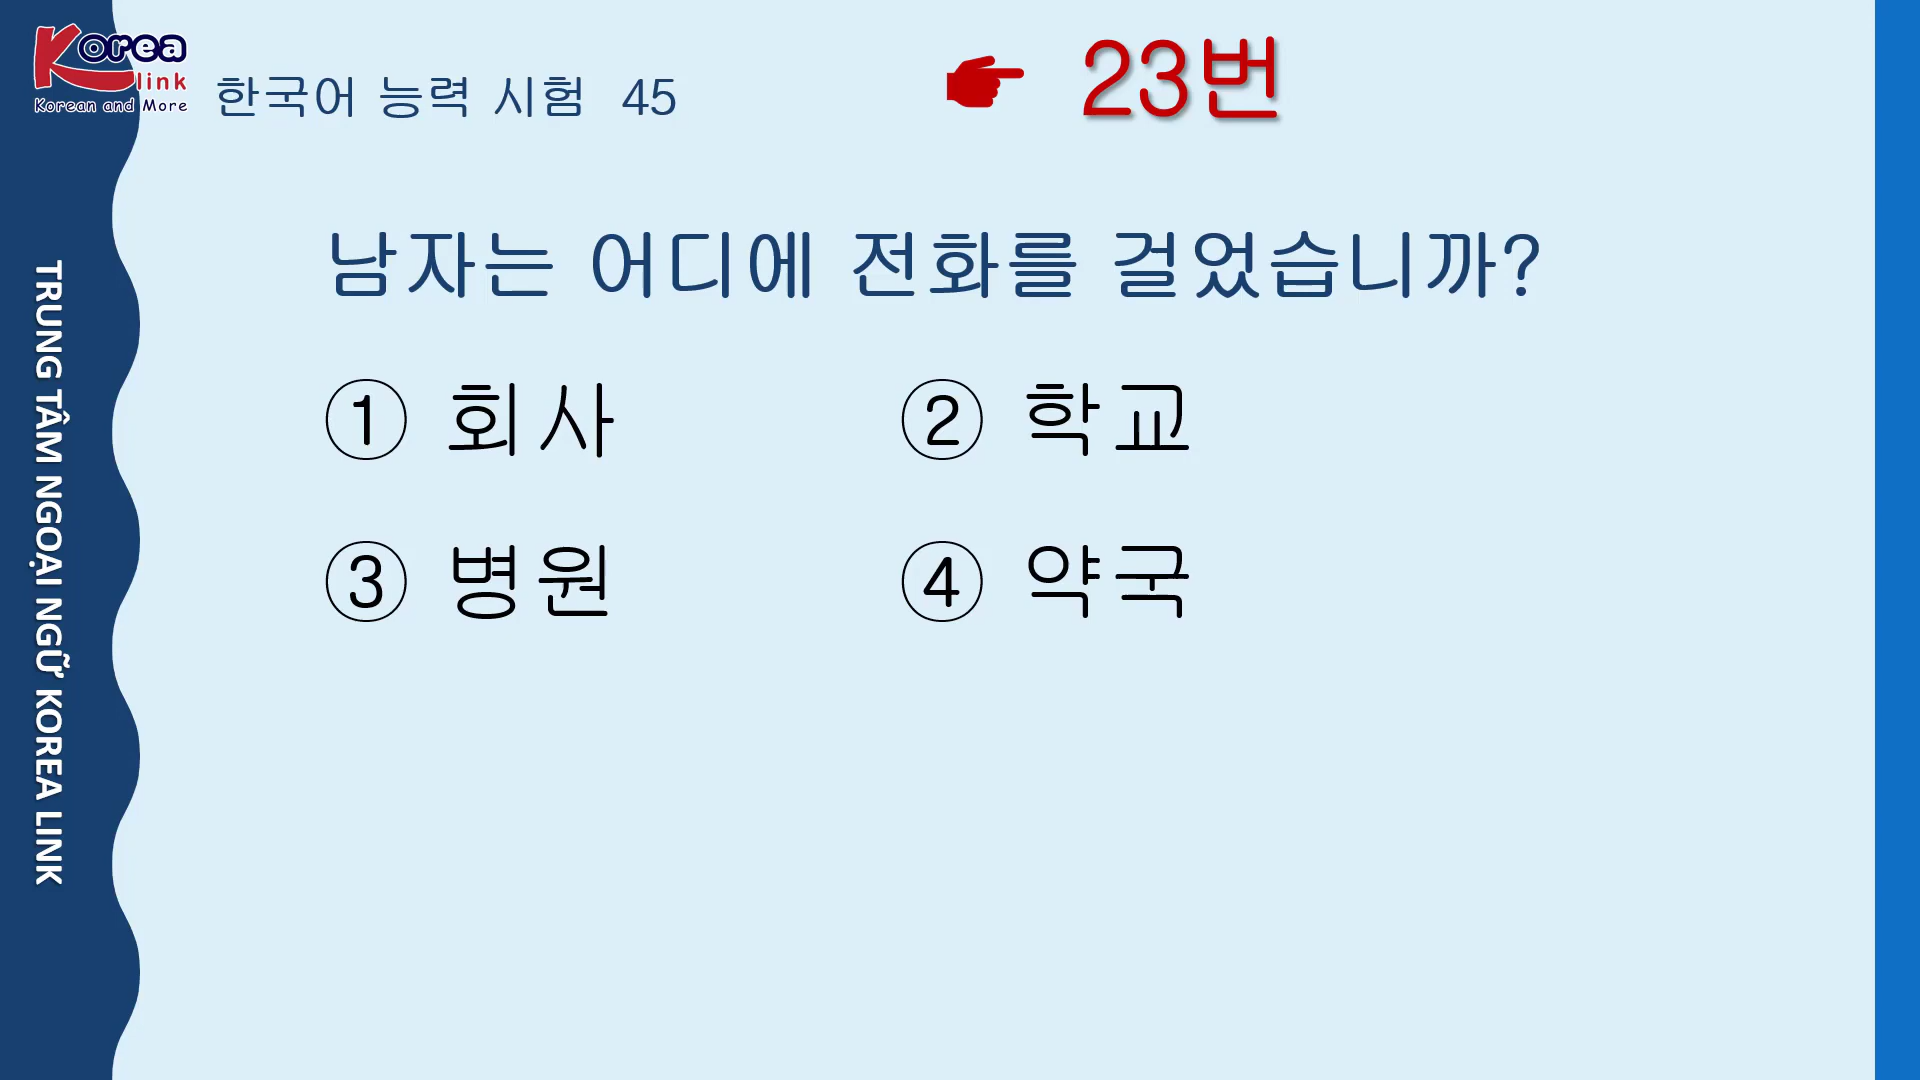 Korea
link
Korean and More
한국어 능력 시험 45
☛ 23번
남자는 어디에 전화를 걸었습니까?
① 회사 ② 학교
③ 병원 ④ 약국
TRUNG TÂM NGOẠI NGỮ KOREA LINK